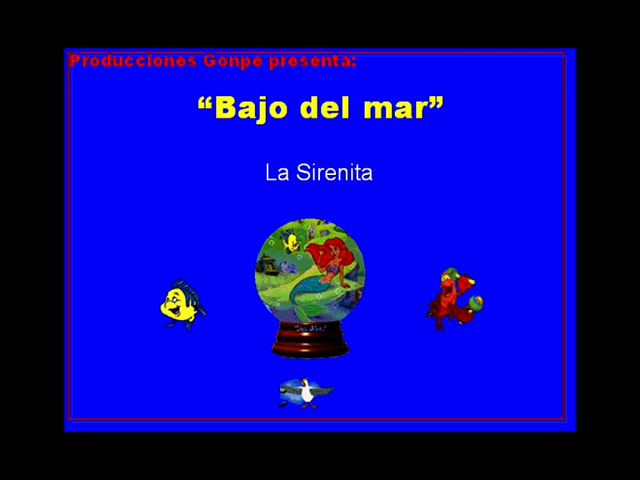 Producciones Gonpe presenta:
“Bajo del mar”
La Sirenita